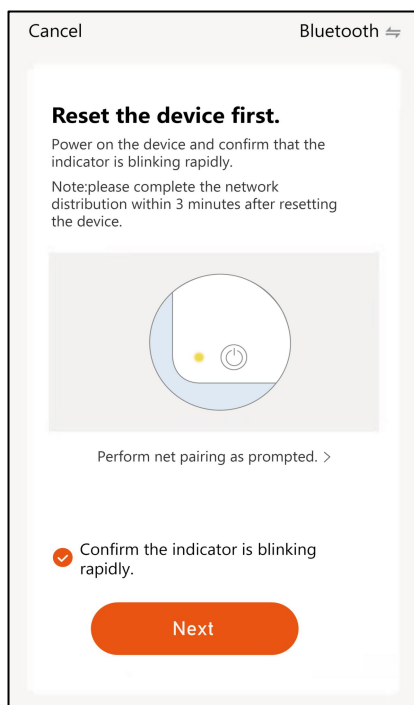 Cancel Bluetooth
Reset the device first.
Power on the device and confirm that the
indicator is blinking rapidly.
Note:please complete the network
distribution within 3 minutes after resetting
the device.
Perform net pairing as prompted. >
Confirm the indicator is blinking
rapidly.
Next